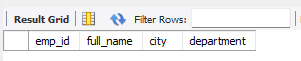 Result Grid Filter Rows:
emp_id full_name city department